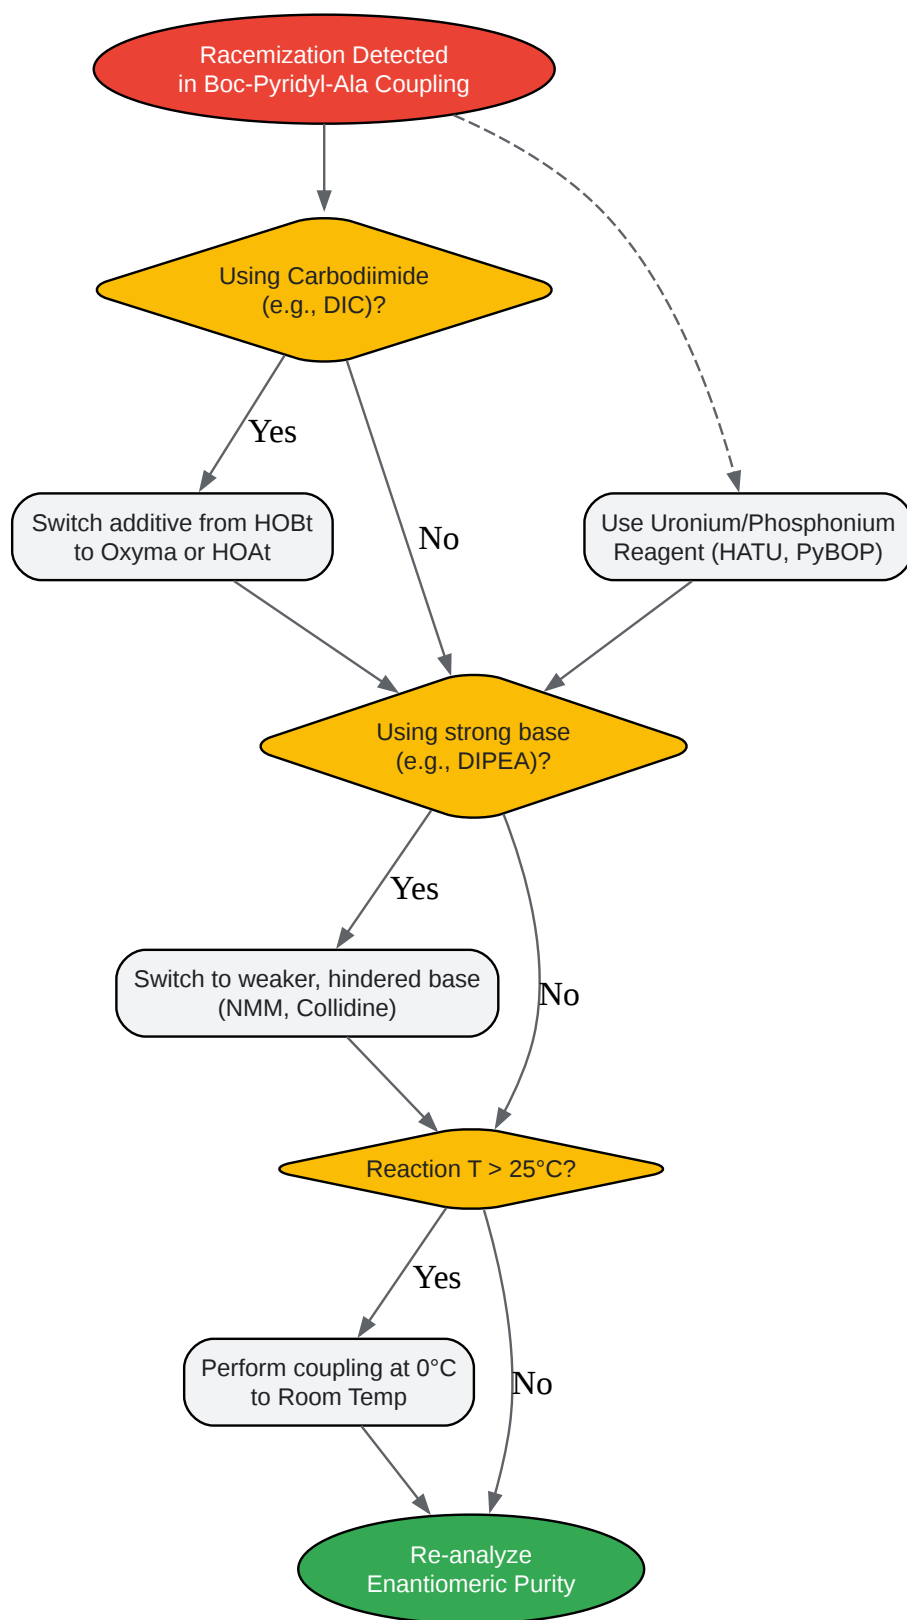 Racemization Detected
in Boc-Pyridyl-Ala Coupling
Using Carbodiimide
(e.g., DIC)?
Yes
No
Switch additive from HOBt
to Oxyma or HOAt
Use Uronium/Phosphonium
Reagent (HATU, PyBOP)
Using strong base
(e.g., DIPEA)?
Yes
No
Switch to weaker, hindered base
(NMM, Collidine)
Reaction T > 25°C?
Yes
No
Perform coupling at 0°C
to Room Temp
Re-analyze
Enantiomeric Purity